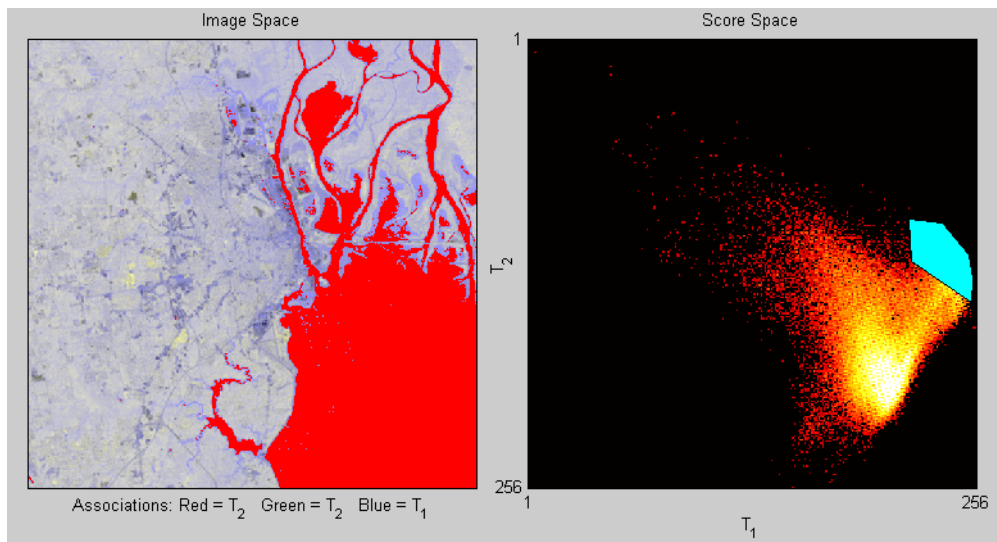 Image Space
Score Space
1
T2
256
1
256
T1
Associations: Red = T2 Green = T2 Blue = T1